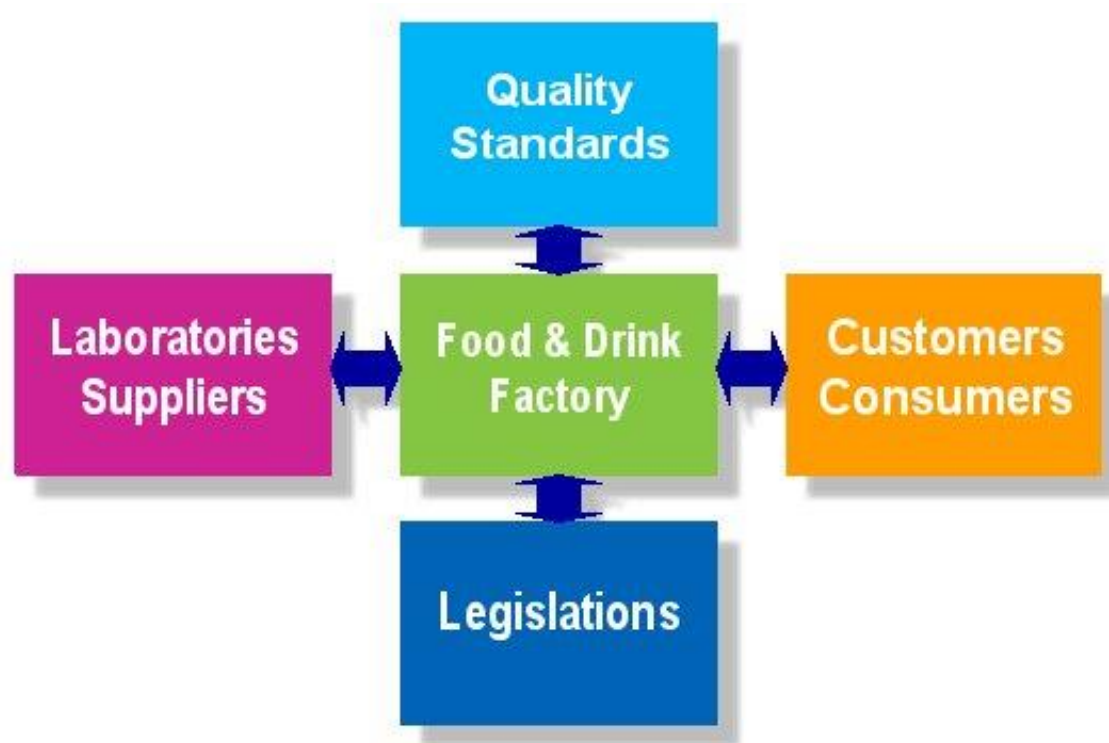 Quality
Standards
Laboratories
Suppliers
Food & Drink
Factory
Customers
Consumers
Legislations